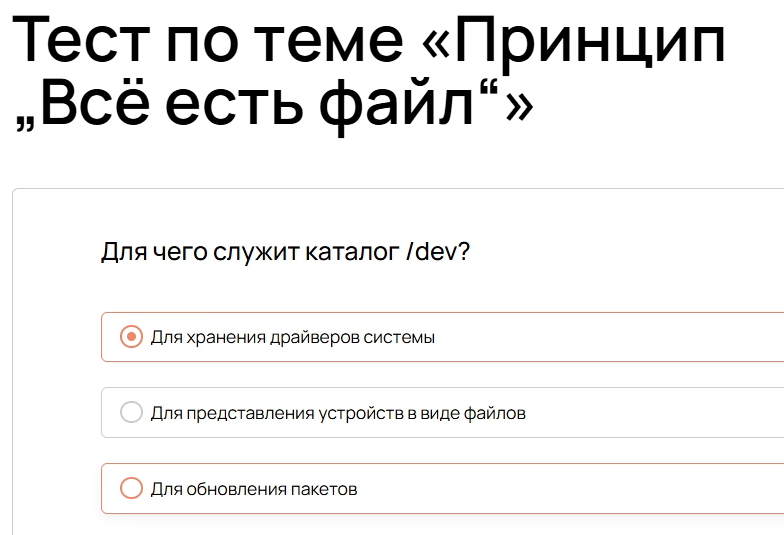 Тест по теме «Принцип
„Всё есть файл“»
Для чего служит каталог /dev?
Для хранения драйверов системы
Для представления устройств в виде файлов
Для обновления пакетов